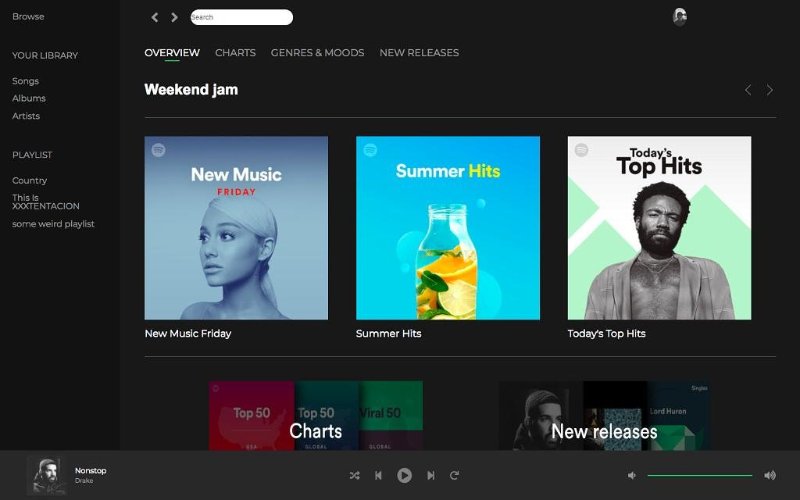 Browse
YOUR LIBRARY
Songs
Albums
Artists
PLAYLIST
Country
This Is
XXXTENTACION
some weird playlist
Search
OVERVIEW CHARTS GENRES & MOODS NEW RELEASES
Weekend jam
New Music
FRIDAY
New Music Friday
Summer Hits
Summer Hits
Today's
Top Hits
Today's Top Hits
Top 50
USA
Top 50
GLOBAL
Viral 50
GLOBAL
Charts
Singles
Lord Huron
New releases
Nonstop
Drake